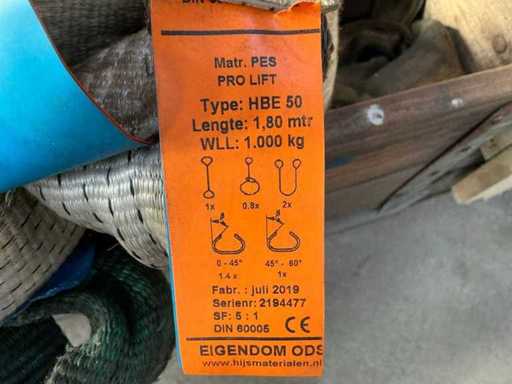 DIN
Matr. PES
PRO LIFT
Type: HBE 50
Lengte: 1,80 mtr
WLL: 1.000 kg
1x 0.8x 2x
0 - 45° 45° - 60°
1.4 x 1x
Fabr. : juli 2019
Serienr: 2194477
SF: 5 : 1
DIN 60005 CE
EIGENDOM ODS
www.hijsmaterialen.nl